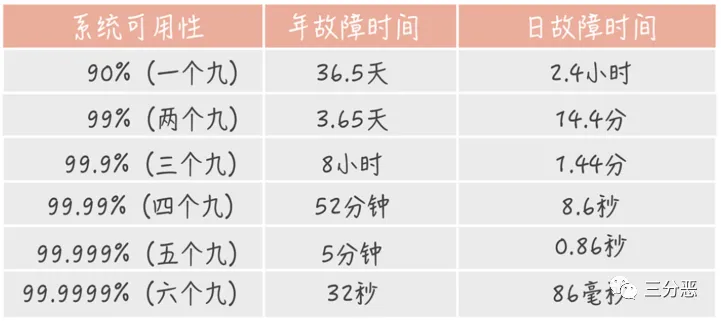 系统可用性 年故障时间 日故障时间
90% (一个九) 36.5天 2.4小时
99% (两个九) 3.65天 14.4分
99.9% (三个九) 8小时 1.44分
99.99% (四个九) 52分钟 8.6秒
99.999% (五个九) 5分钟 0.86秒
99.9999% (六个九) 32秒 86毫秒
三分恶